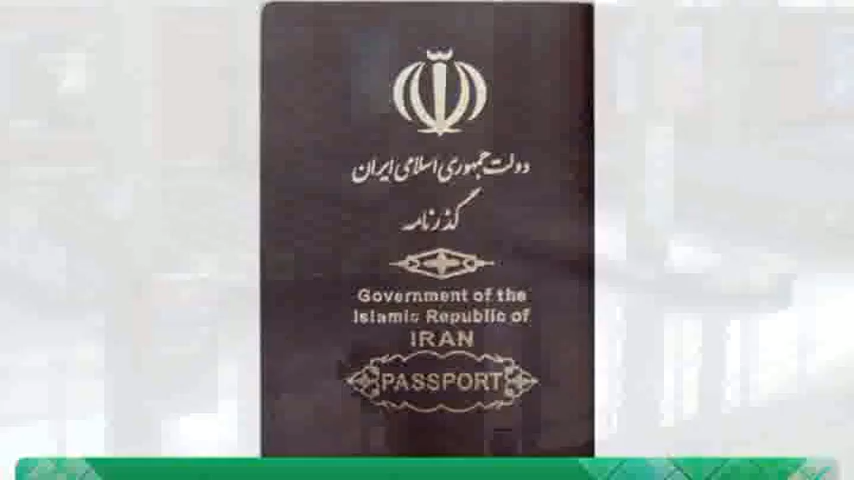 دولت جمهوری اسلامی ایران
گذرنامه
Government of the
Islamic Republic of
IRAN
PASSPORT